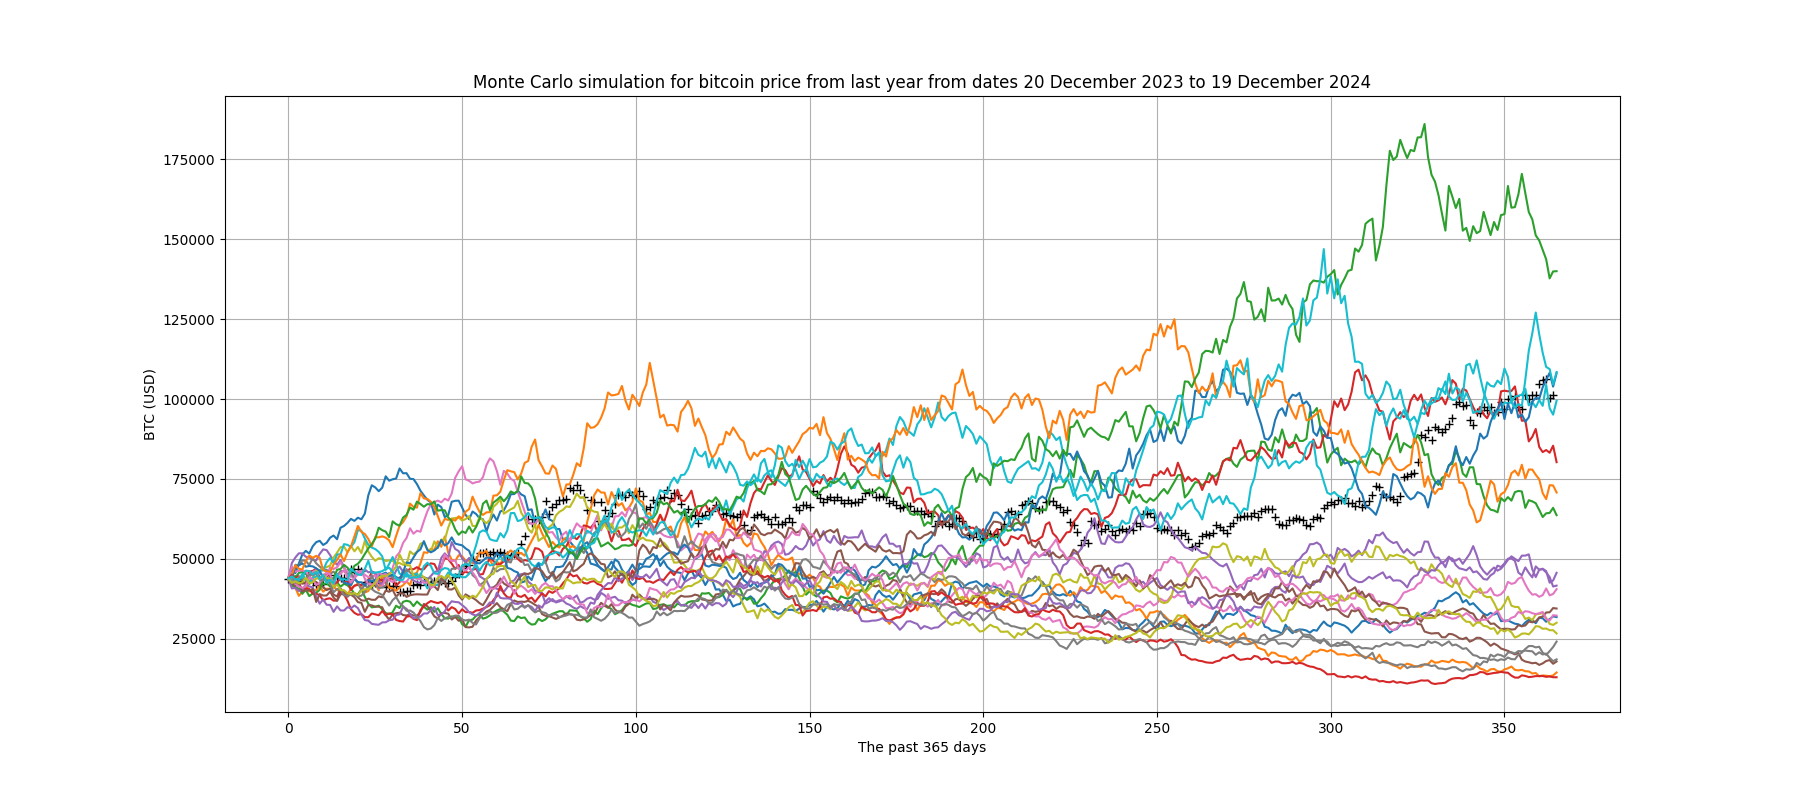 Monte Carlo simulation for bitcoin price from last year from dates 20 December 2023 to 19 December 2024
175000
150000
125000
100000
75000
50000
25000
BTC (USD)
0 50 100 150 200 250 300 350
The past 365 days